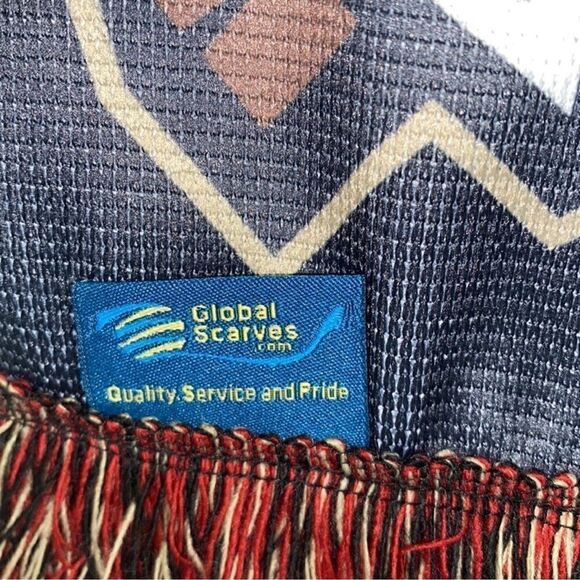 Global
Scarves
.com
Quality, Service and Pride